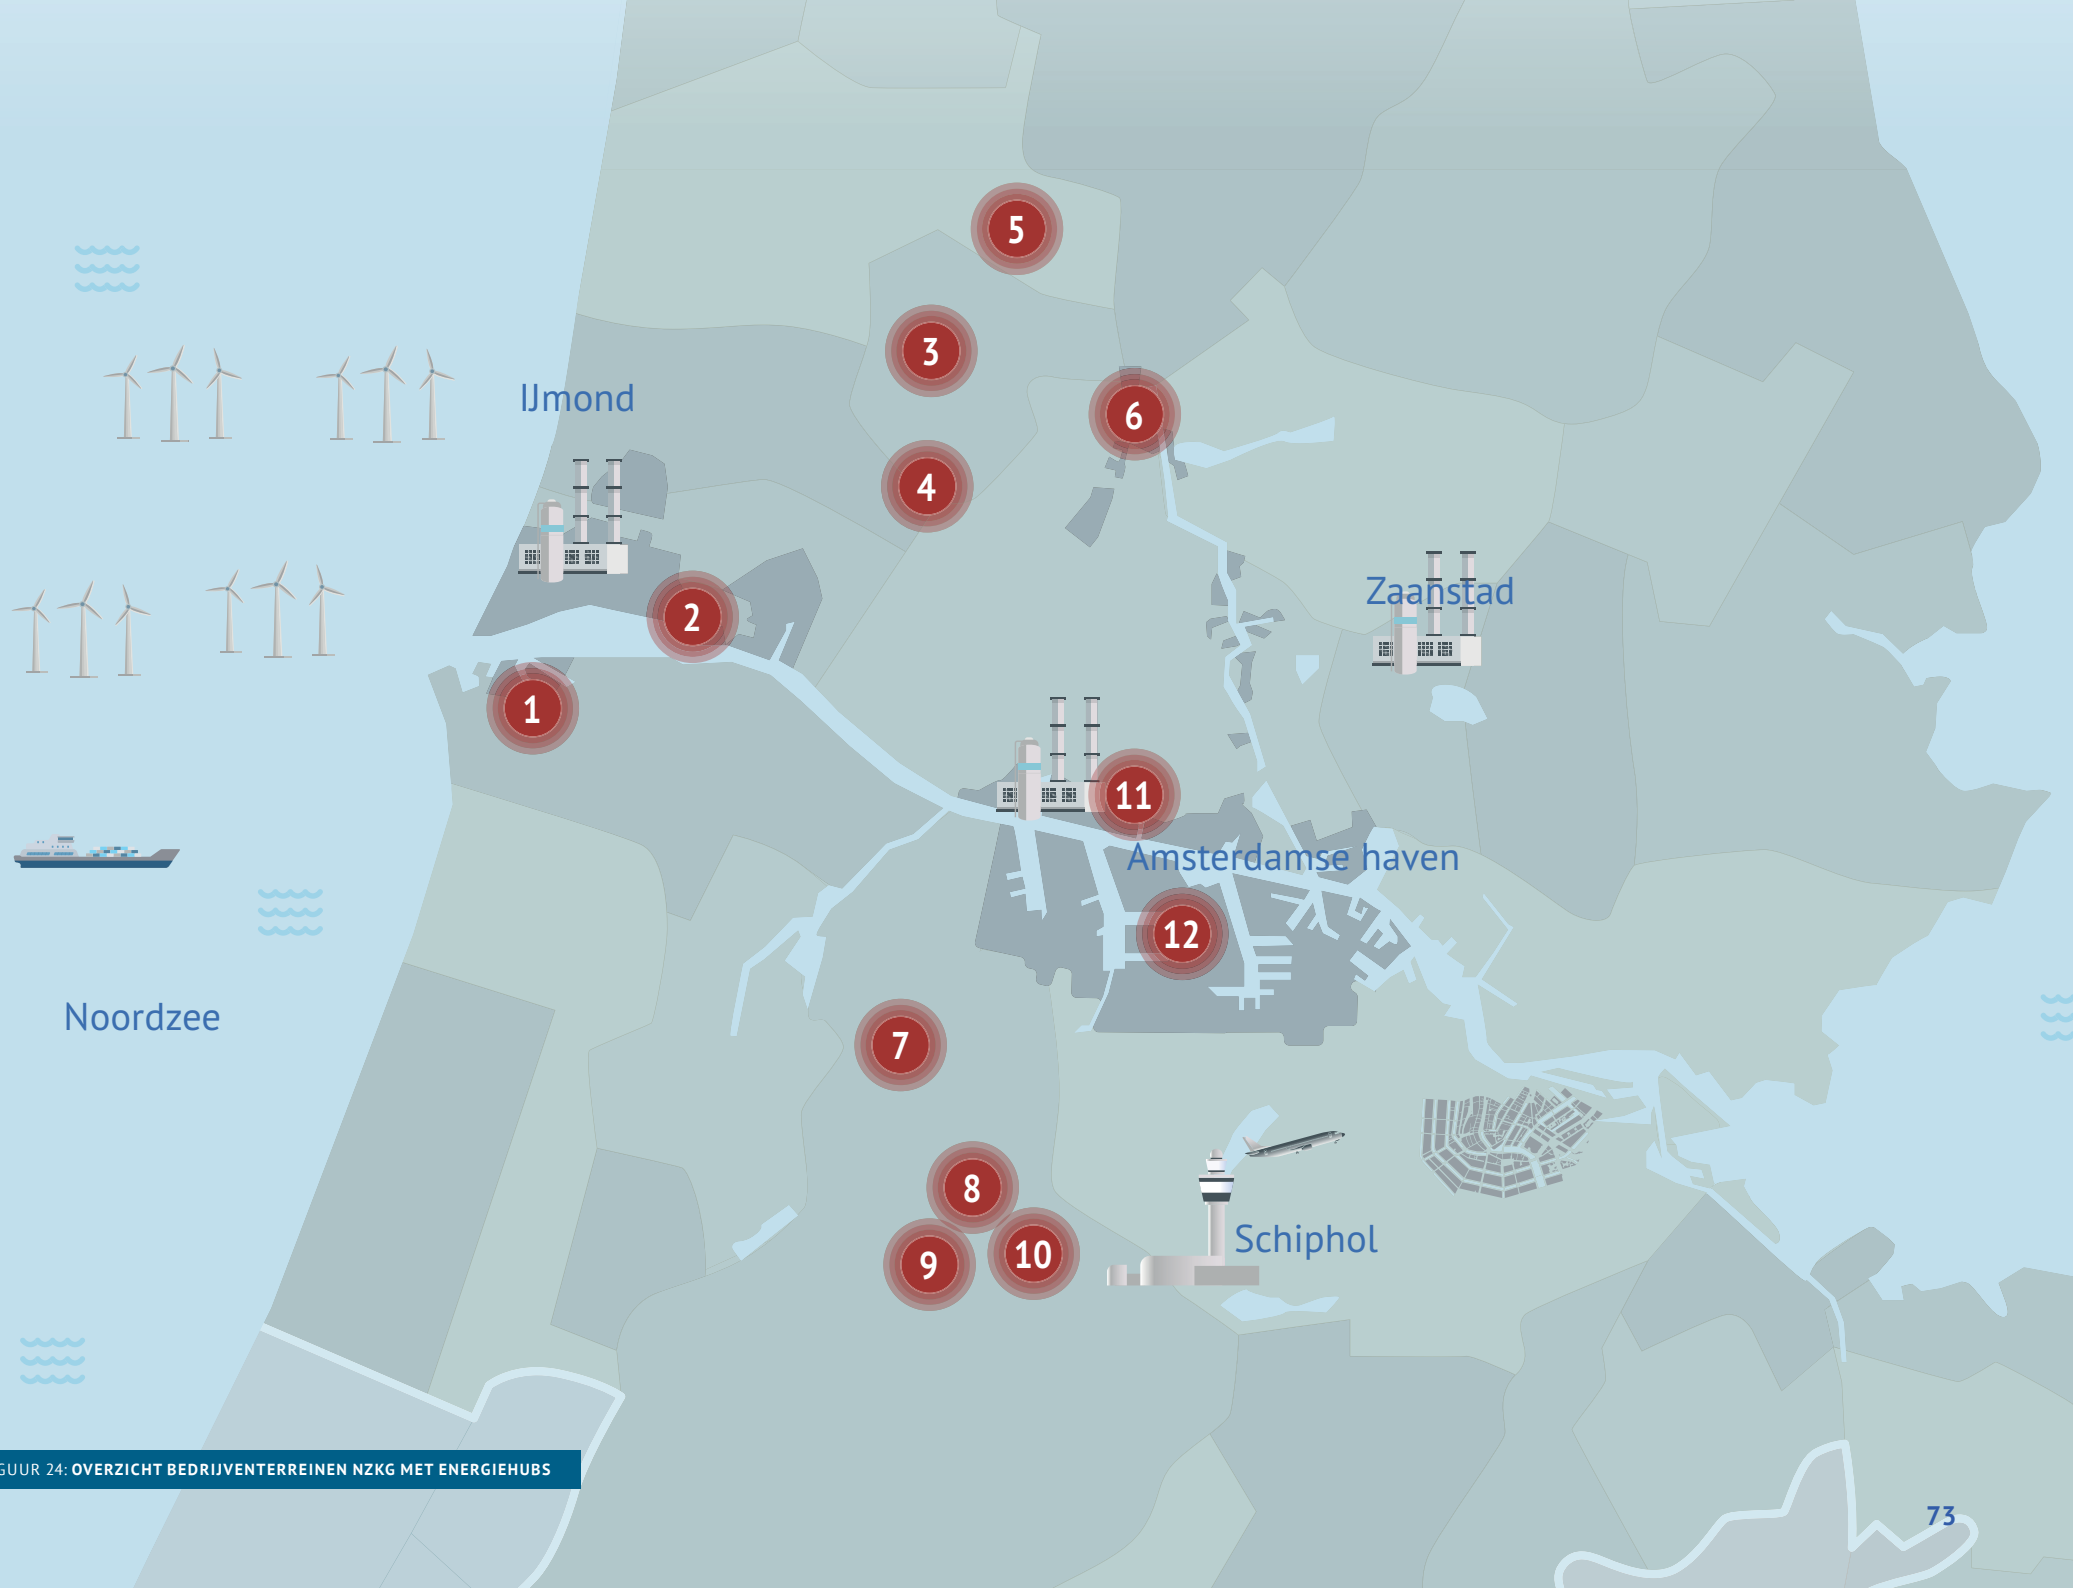 5
3
IJmond
6
4
Zaanstad
2
1
11
Amsterdamse haven
12
Noordzee
7
8
Schiphol
9
10
GUUR 24: OVERZICHT BEDRIJVENTERREINEN NZKG MET ENERGIEHUBS
73